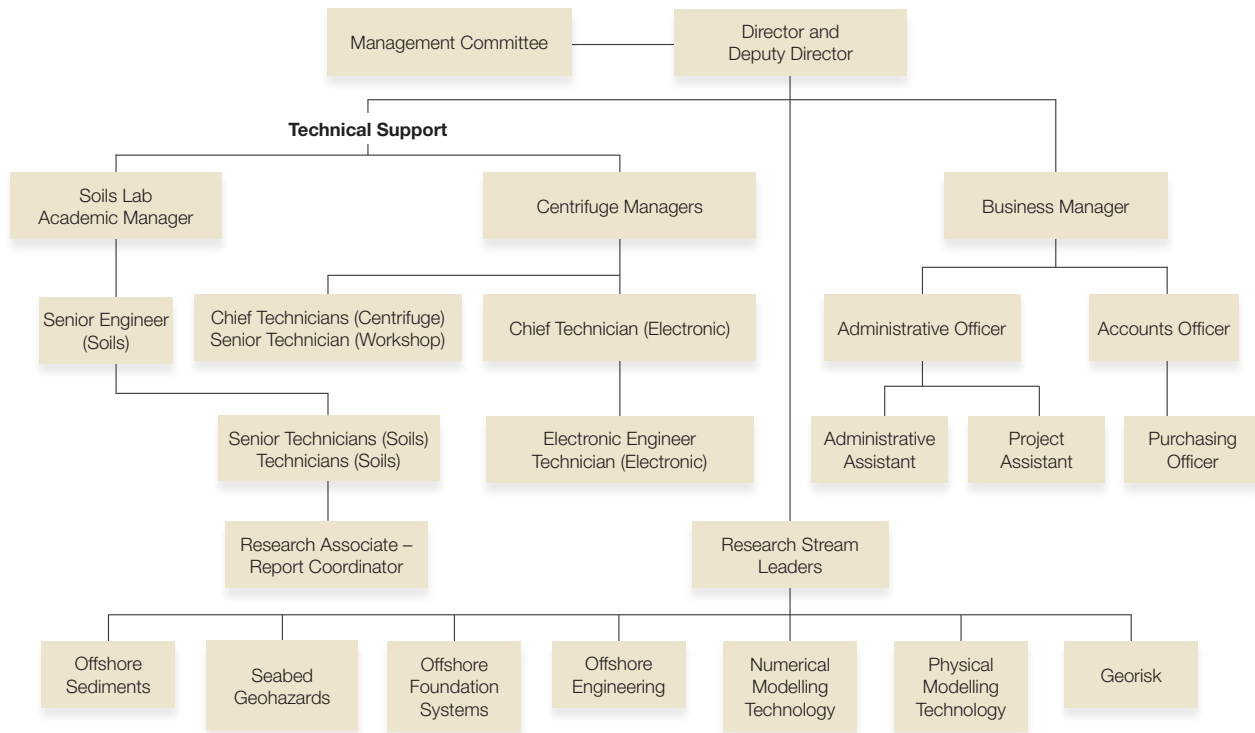 Management Committee
Director and
Deputy Director
Technical Support
Soils Lab
Academic Manager
Centrifuge Managers
Business Manager
Senior Engineer
(Soils)
Chief Technicians (Centrifuge)
Senior Technician (Workshop)
Chief Technician (Electronic)
Administrative Officer
Accounts Officer
Senior Technicians (Soils)
Technicians (Soils)
Electronic Engineer
Technician (Electronic)
Administrative
Assistant
Project
Assistant
Purchasing
Officer
Research Associate –
Report Coordinator
Research Stream
Leaders
Offshore
Sediments
Seabed
Geohazards
Offshore
Foundation
Systems
Offshore
Engineering
Numerical
Modelling
Technology
Physical
Modelling
Technology
Georisk